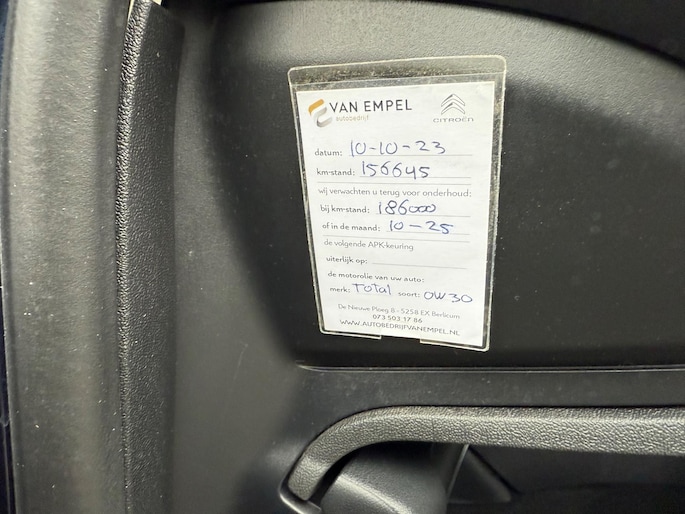 VAN EMPEL
autobedrijf
CITROËN
datum: 10-10-23
km-stand: 156645
wij verwachten u terug voor onderhoud:
bij km-stand: 186000
of in de maand: 10-25
de volgende APK-keuring
uiterlijk op:
de motorolie van uw auto:
merk: TOTAL soort: 0W30
De Nieuwe Ploeg 8 - 5258 EX Berlicum
073 503 17 86
WWW.AUTOBEDRIJFVANEMPEL.NL